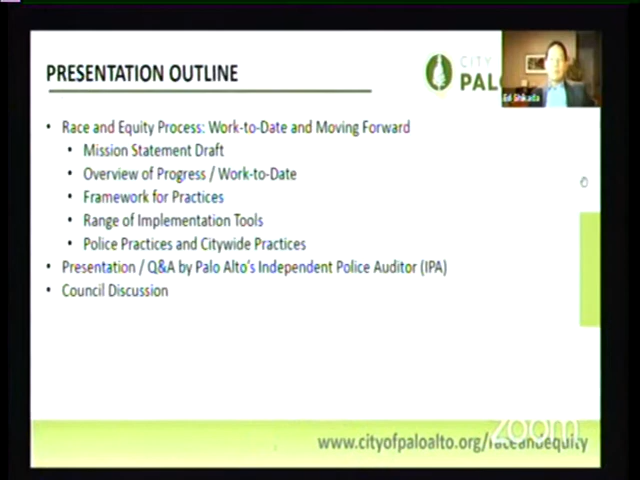 PRESENTATION OUTLINE
CITY
PALO
Ed Shikada
• Race and Equity Process: Work-to-Date and Moving Forward
• Mission Statement Draft
• Overview of Progress / Work-to-Date
• Framework for Practices
• Range of Implementation Tools
• Police Practices and Citywide Practices
• Presentation / Q&A by Palo Alto's Independent Police Auditor (IPA)
• Council Discussion
zoom
www.cityofpaloalto.org/raceandequity